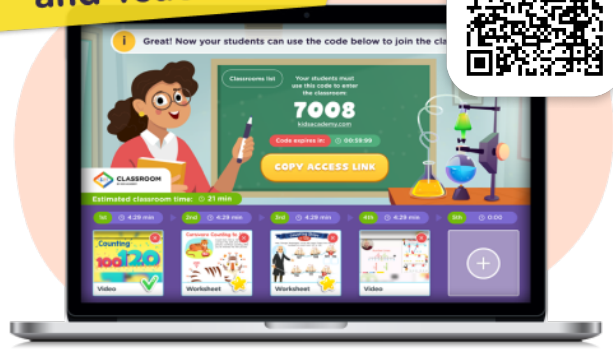 and
i Great! Now your students can use the code below to join the cla
Classrooms list
Your students must
use this code to enter
the classroom:
7008
kidsacademy.com
Code expires in:
00:59:99
COPY ACCESS LINK
CLASSROOM
Estimated classroom time: 21 min
1st 4:29 min
2nd 4:29 min
3rd 4:29 min
4th 4:29 min
5th 0:00
Counting
100 120
Video
Worksheet
Worksheet
Video